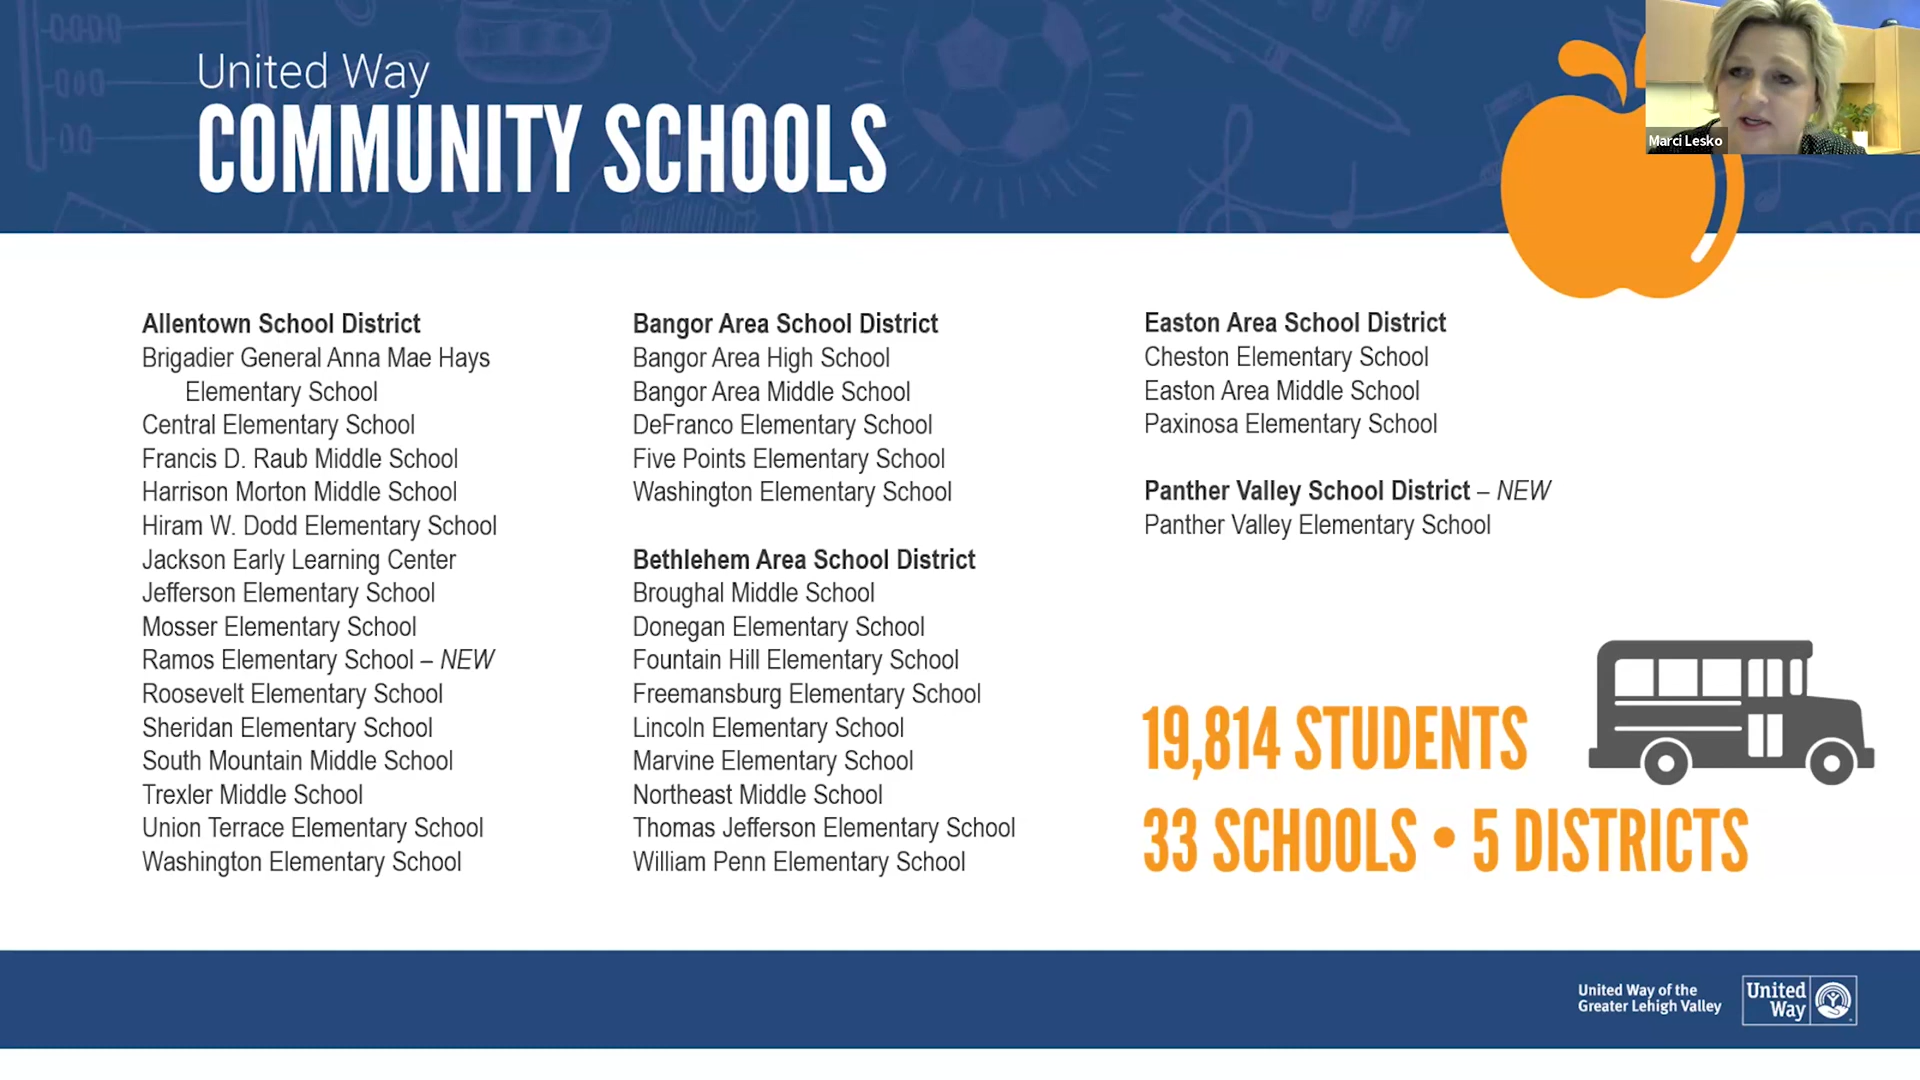 United Way
COMMUNITY SCHOOLS
Marci Lesko
Allentown School District
Brigadier General Anna Mae Hays
Elementary School
Central Elementary School
Francis D. Raub Middle School
Harrison Morton Middle School
Hiram W. Dodd Elementary School
Jackson Early Learning Center
Jefferson Elementary School
Mosser Elementary School
Ramos Elementary School – NEW
Roosevelt Elementary School
Sheridan Elementary School
South Mountain Middle School
Trexler Middle School
Union Terrace Elementary School
Washington Elementary School
Bangor Area School District
Bangor Area High School
Bangor Area Middle School
DeFranco Elementary School
Five Points Elementary School
Washington Elementary School
Bethlehem Area School District
Broughal Middle School
Donegan Elementary School
Fountain Hill Elementary School
Freemansburg Elementary School
Lincoln Elementary School
Marvine Elementary School
Northeast Middle School
Thomas Jefferson Elementary School
William Penn Elementary School
Easton Area School District
Cheston Elementary School
Easton Area Middle School
Paxinosa Elementary School
Panther Valley School District – NEW
Panther Valley Elementary School
19,814 STUDENTS
33 SCHOOLS • 5 DISTRICTS
United Way of the
Greater Lehigh Valley
United
Way